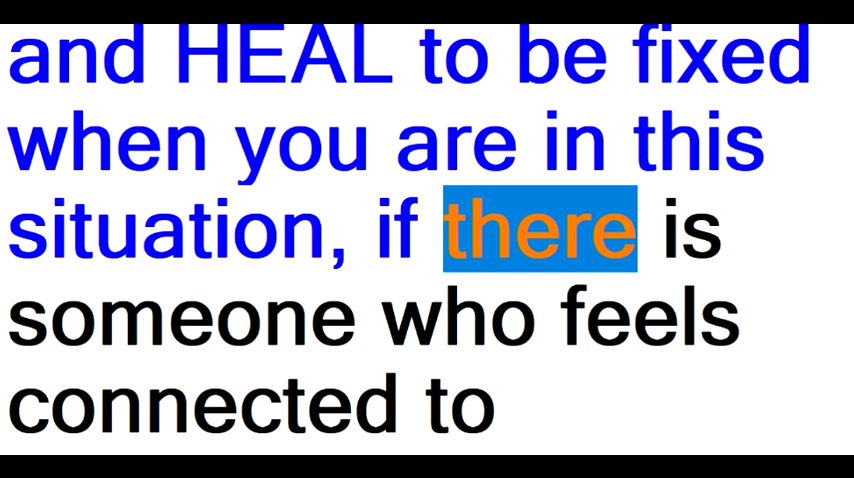 and HEAL to be fixed
when you are in this
situation, if there is
someone who feels
connected to